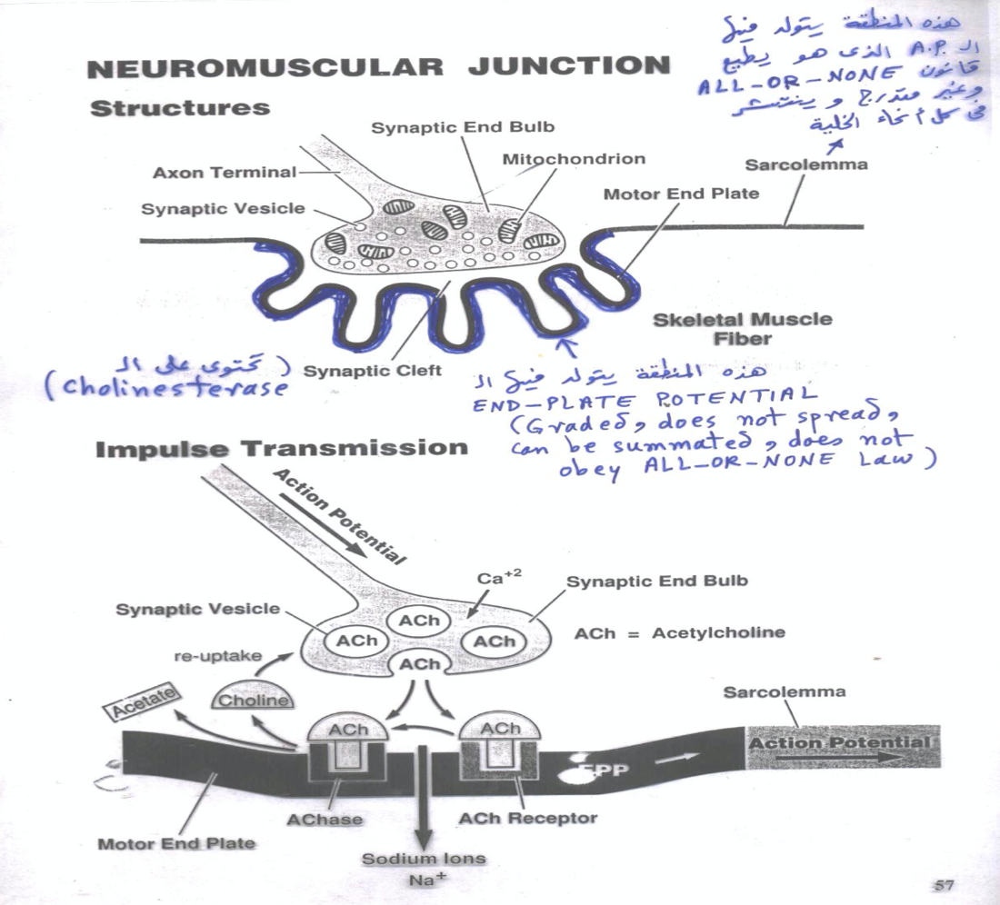 هذه المنطقة يتولد فيها
ال A.P. الذى هو يطيع
قانون ALL-OR-NONE
وغير متدرج و ينتشر
فى كل أنحاء الخلية
NEUROMUSCULAR JUNCTION
Structures
Synaptic End Bulb
Mitochondrion
Sarcolemma
Axon Terminal
Motor End Plate
Synaptic Vesicle
Skeletal Muscle
Fiber
Synaptic Cleft
( تحتوى على ال
Cholinesterase )
هذه المنطقة يتولد فيها ال
END-PLATE POTENTIAL
(Graded, does not spread,
can be summated, does not
obey ALL-OR-NONE Law)
Impulse Transmission
Action Potential
Ca+2
Synaptic End Bulb
Synaptic Vesicle
ACh
ACh
ACh
ACh
ACh = Acetylcholine
re-uptake
Acetate
Choline
Sarcolemma
ACh
ACh
Action Potential
EPP
AChase
ACh Receptor
Motor End Plate
Sodium Ions
Na+
57